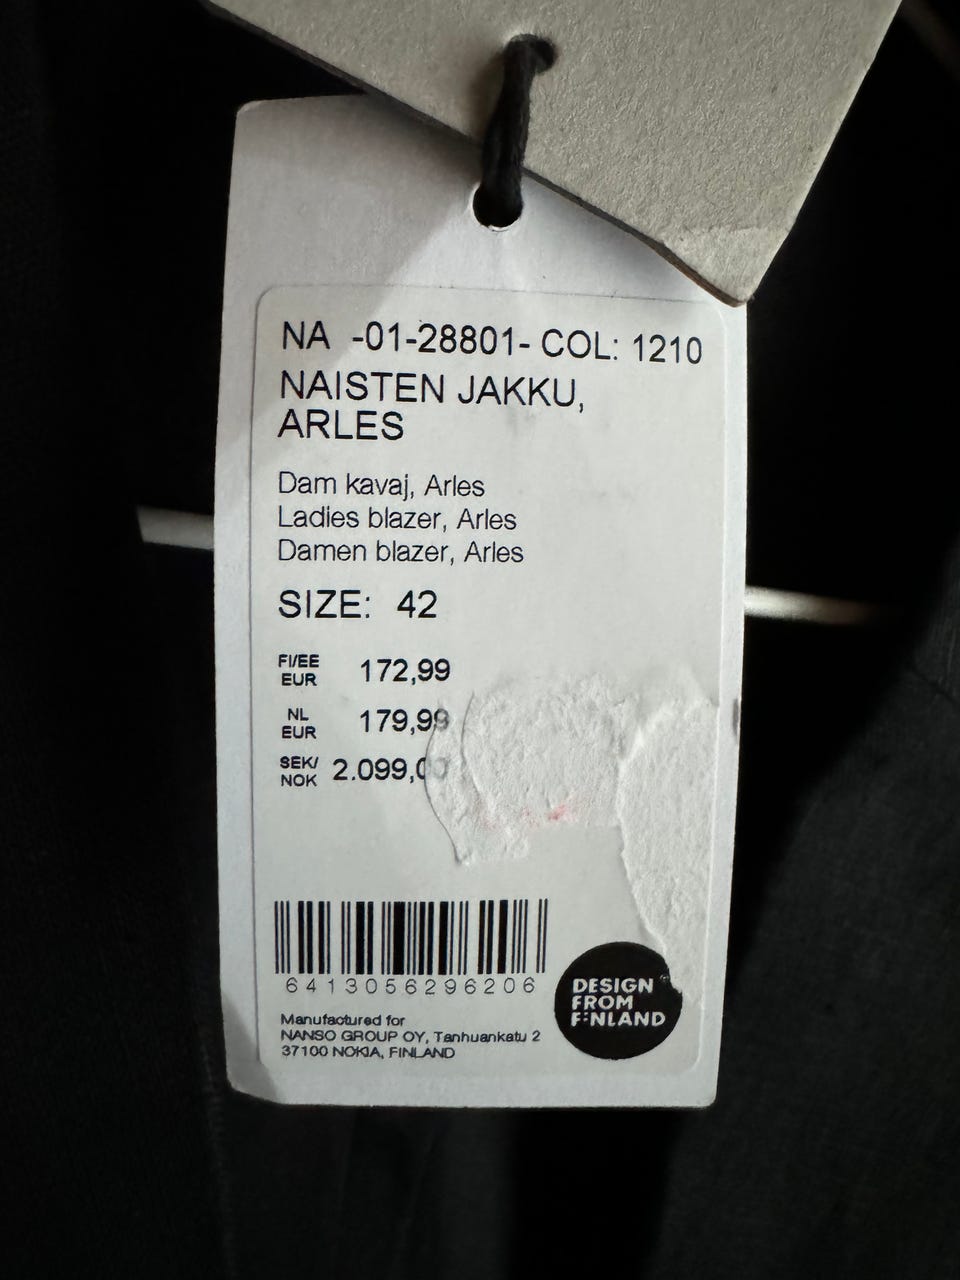 NA -01-28801- COL: 1210
NAISTEN JAKKU,
ARLES
Dam kavaj, Arles
Ladies blazer, Arles
Damen blazer, Arles
SIZE: 42
FI/EE
EUR 172,99
NL
EUR 179,99
SEK/
NOK 2.099,00
6413056296206
Manufactured for
NANSO GROUP OY, Tanhuankatu 2
37100 NOKIA, FINLAND
DESIGN
FROM
FINLAND